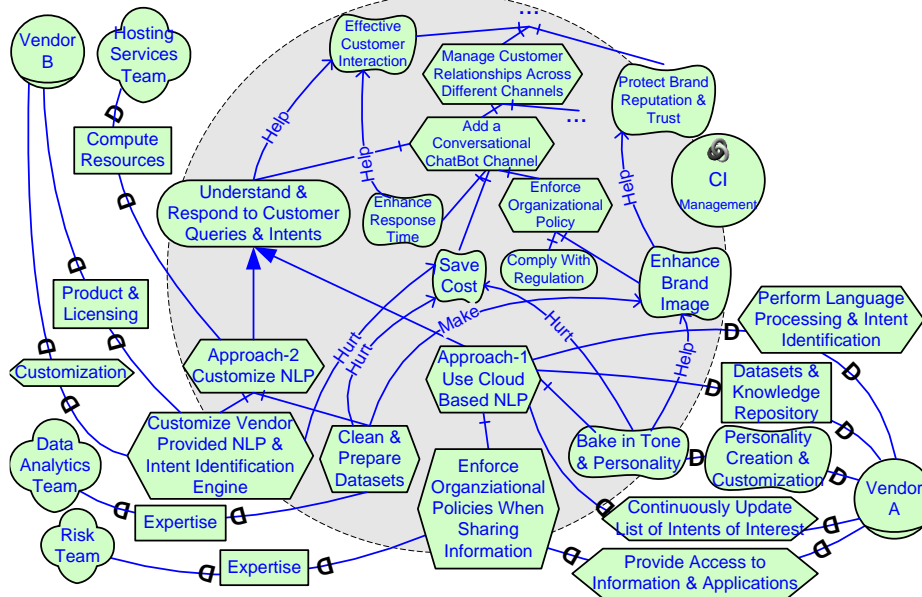 Vendor
B
Hosting
Services
Team
Effective
Customer
Interaction
...
Manage Customer
Relationships Across
Different Channels
...
Protect Brand
Reputation &
Trust
CI
Management
D
Compute
Resources
D
Help
Help
Help
Add a
Conversational
ChatBot Channel
Understand &
Respond to Customer
Queries & Intents
Enhance
Response
Time
Enforce
Organizational
Policy
Comply With
Regulation
Save
Cost
Enhance
Brand
Image
D
Product &
Licensing
D
D
Customization
D
Perform Language
Processing & Intent
Identification
D
D
Hurt
Hurt
Make
Hurt
Help
Approach-2
Customize NLP
Approach-1
Use Cloud
Based NLP
D
Datasets &
Knowledge
Repository
D
Customize Vendor
Provided NLP &
Intent Identification
Engine
Clean &
Prepare
Datasets
Bake in Tone
& Personality
D
Personality
Creation &
Customization
D
Data
Analytics
Team
D
Expertise
D
Enforce
Organziational
Policies When
Sharing
Information
Vendor
A
D
Continuously Update
List of Intents of Interest
D
Risk
Team
D
Expertise
D
D
Provide Access to
Information & Applications
D